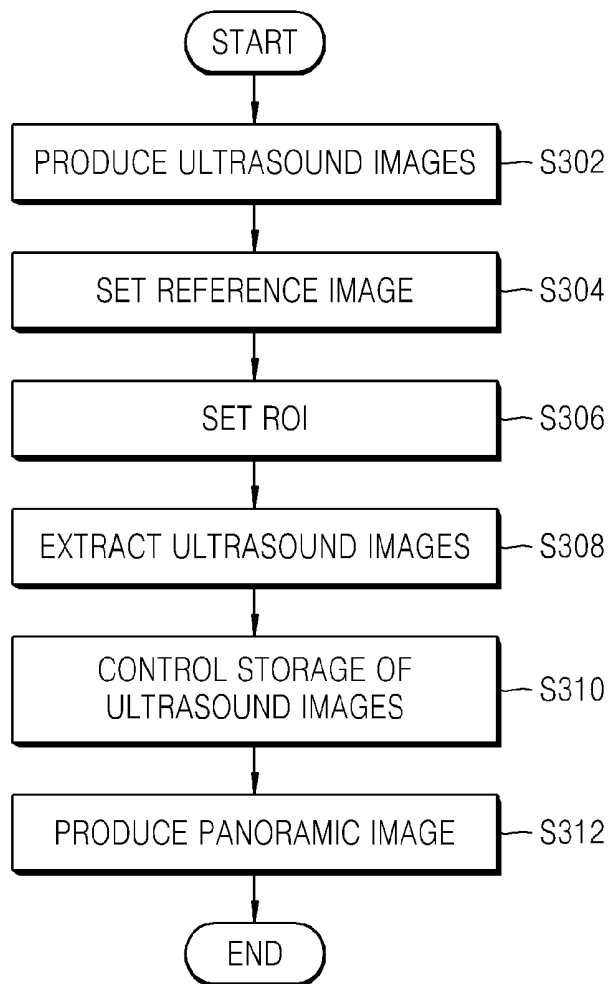 START
PRODUCE ULTRASOUND IMAGES
S302
SET REFERENCE IMAGE
S304
SET ROI
S306
EXTRACT ULTRASOUND IMAGES
S308
CONTROL STORAGE OF
ULTRASOUND IMAGES
S310
PRODUCE PANORAMIC IMAGE
S312
END